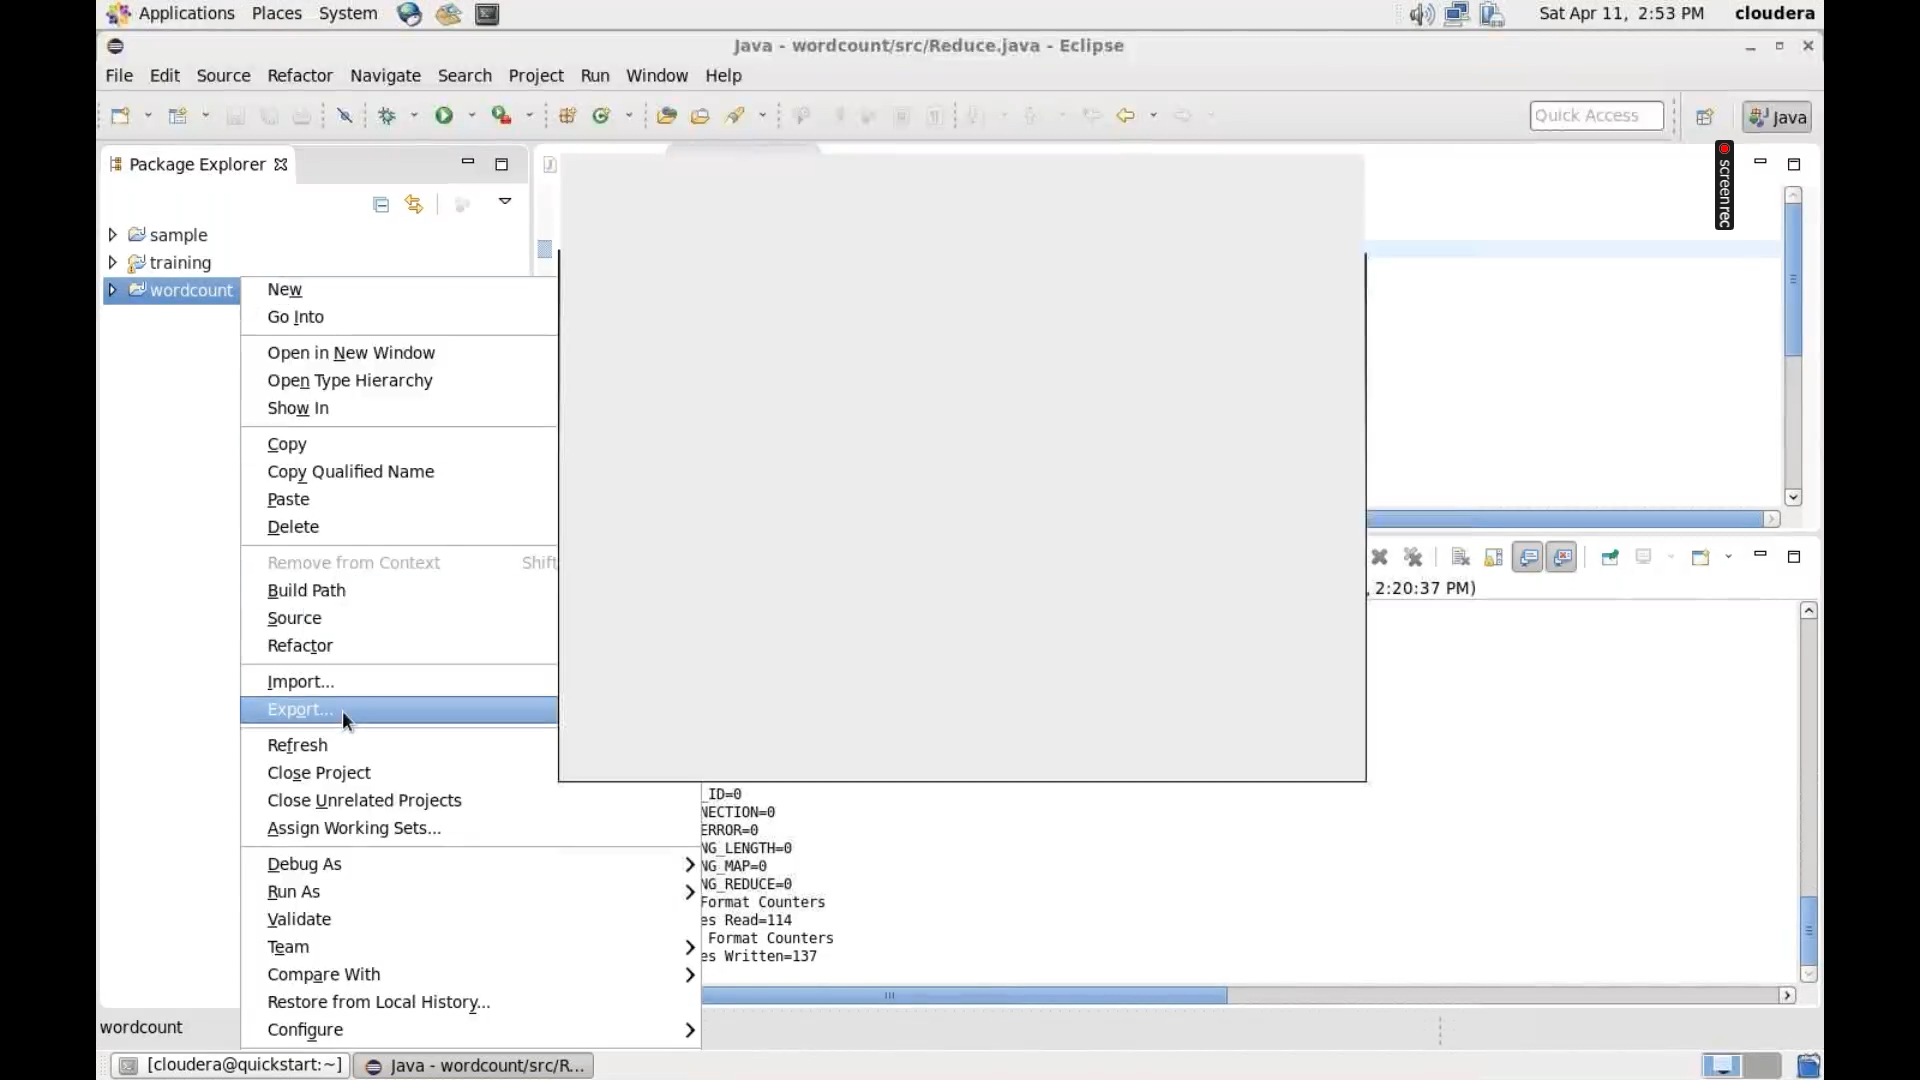 Applications Places System Sat Apr 11, 2:53 PM cloudera
Java - wordcount/src/Reduce.java - Eclipse
File Edit Source Refactor Navigate Search Project Run Window Help
Quick Access Java
Package Explorer
screenrec
sample
training
wordcount
New
Go Into
Open in New Window
Open Type Hierarchy
Show In
Copy
Copy Qualified Name
Paste
Delete
Remove from Context Shift
Build Path
Source
Refactor
Import...
Export...
Refresh
Close Project
Close Unrelated Projects
Assign Working Sets...
Debug As
Run As
Validate
Team
Compare With
Restore from Local History...
Configure
, 2:20:37 PM)
_ID=0
NECTION=0
ERROR=0
NG_LENGTH=0
NG_MAP=0
NG_REDUCE=0
Format Counters
es Read=114
Format Counters
es Written=137
wordcount
[cloudera@quickstart:~] Java - wordcount/src/R...